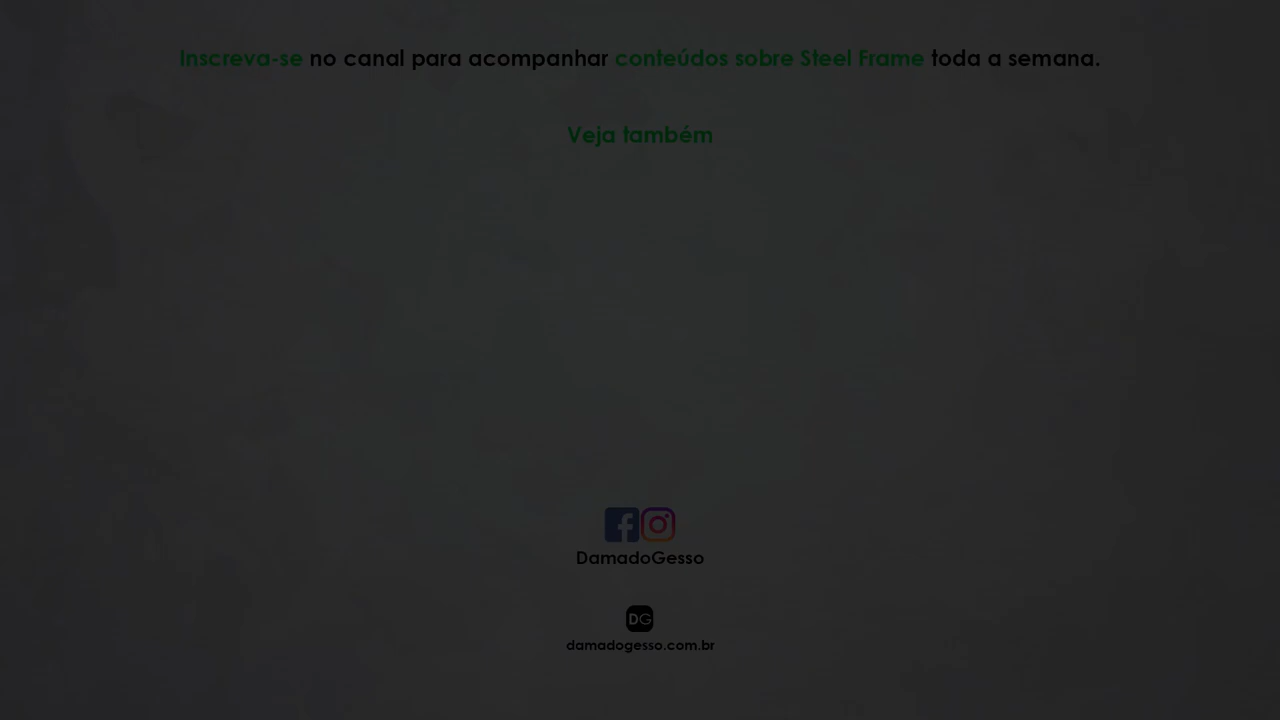 Inscreva-se no canal para acompanhar conteúdos sobre Steel Frame toda a semana.
Veja também
DamadoGesso
DG
damadogesso.com.br